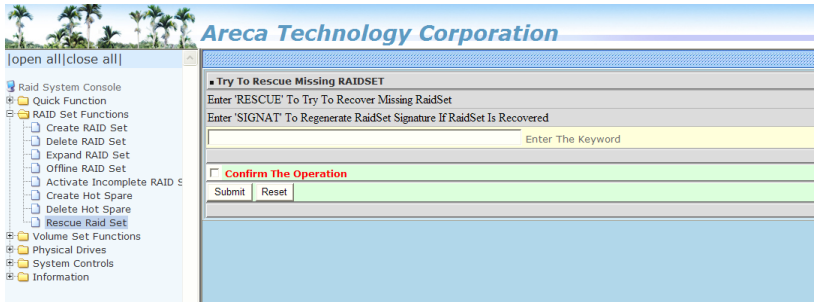 Areca Technology Corporation
|open all|close all|
Raid System Console
Quick Function
RAID Set Functions
Create RAID Set
Delete RAID Set
Expand RAID Set
Offline RAID Set
Activate Incomplete RAID S
Create Hot Spare
Delete Hot Spare
Rescue Raid Set
Volume Set Functions
Physical Drives
System Controls
Information
Try To Rescue Missing RAIDSET
Enter 'RESCUE' To Try To Recover Missing RaidSet
Enter 'SIGNAT' To Regenerate RaidSet Signature If RaidSet Is Recovered
Enter The Keyword
Confirm The Operation
Submit Reset